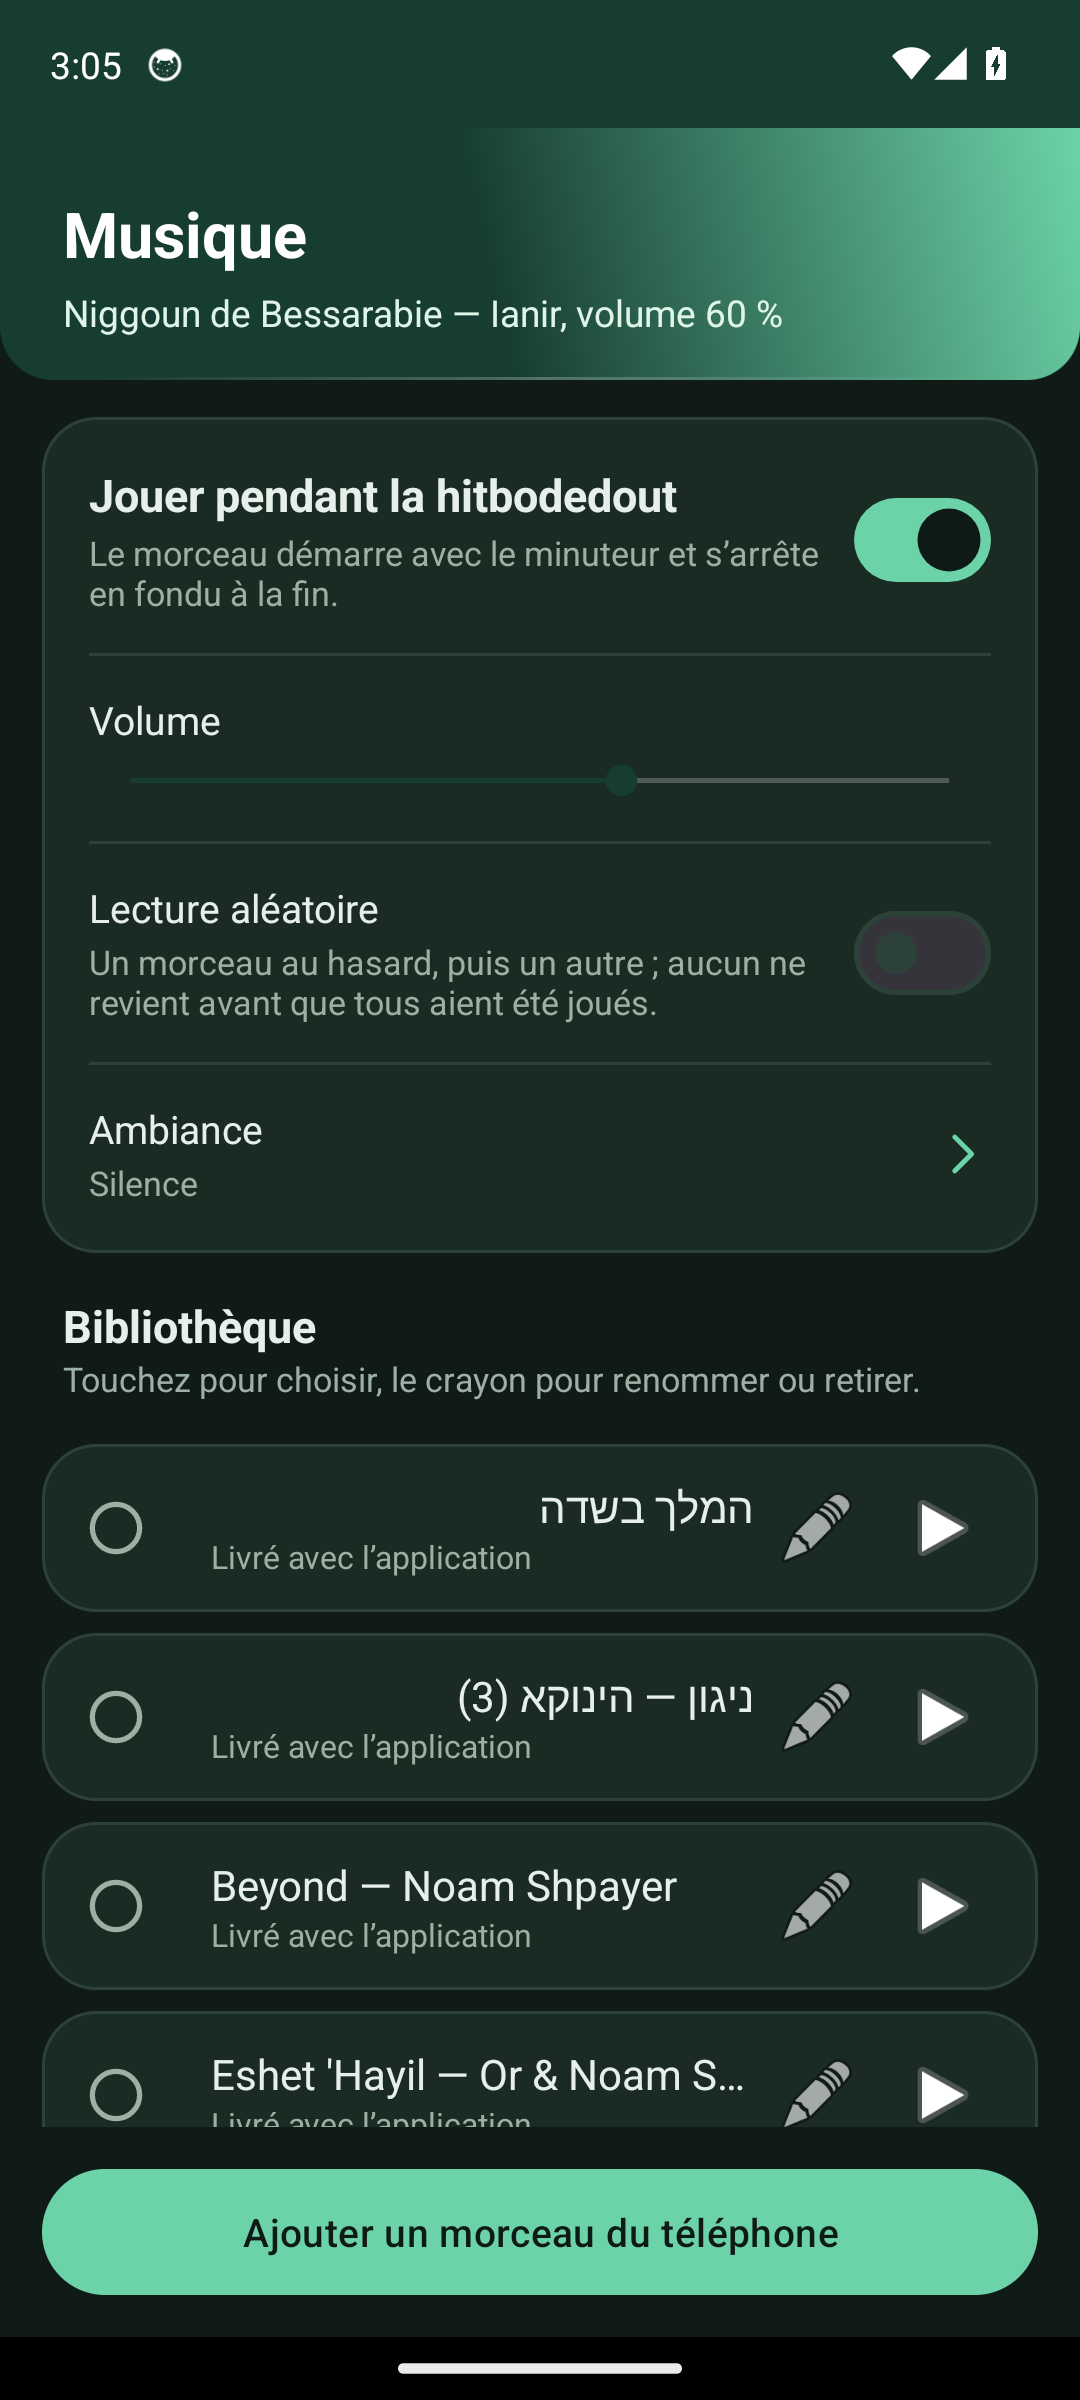 3:05
Musique
Niggoun de Bessarabie — Ianir, volume 60 %
Jouer pendant la hitbodedout
Le morceau démarre avec le minuteur et s’arrête
en fondu à la fin.
Volume
Lecture aléatoire
Un morceau au hasard, puis un autre ; aucun ne
revient avant que tous aient été joués.
Ambiance
Silence
Bibliothèque
Touchez pour choisir, le crayon pour renommer ou retirer.
המלך בשדה
Livré avec l’application
ניגון — הינוקא (3)
Livré avec l’application
Beyond — Noam Shpayer
Livré avec l’application
Eshet 'Hayil — Or & Noam S...
Livré avec l’application
Ajouter un morceau du téléphone